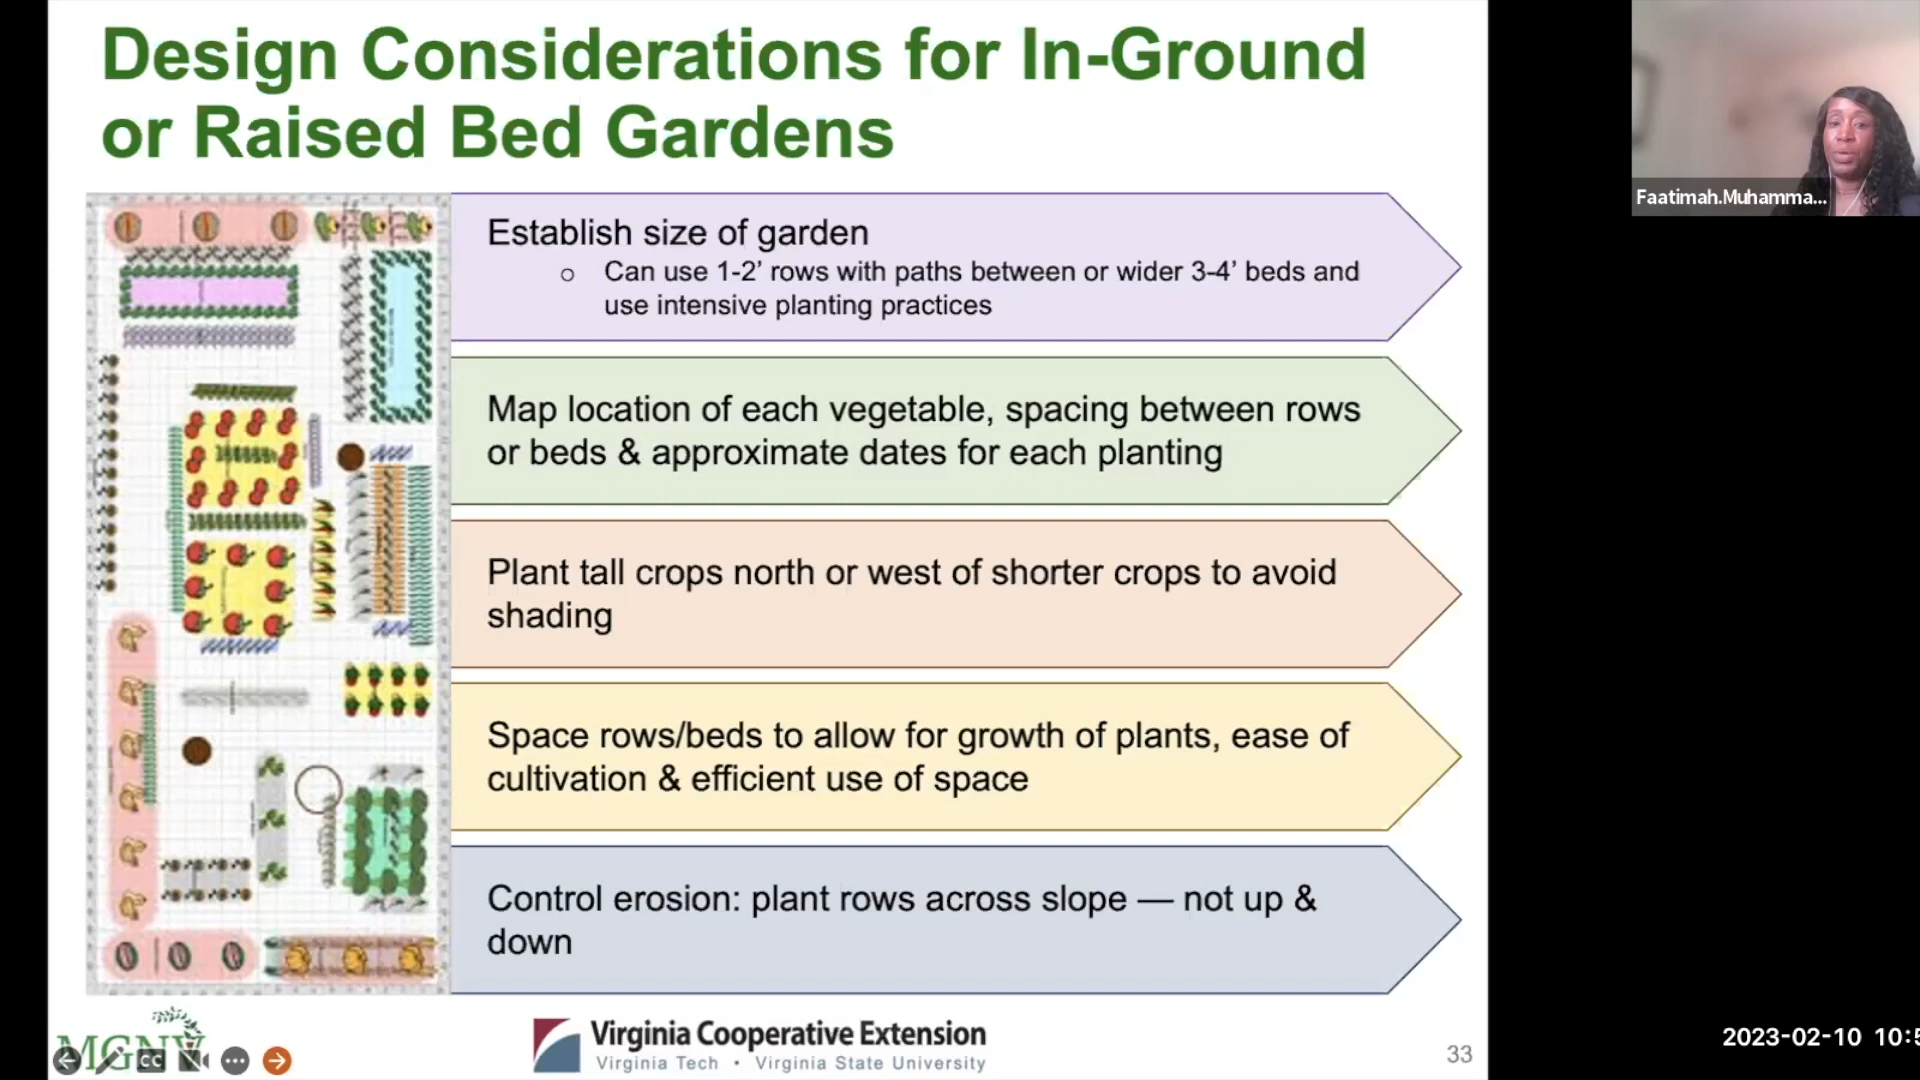 Design Considerations for In-Ground
or Raised Bed Gardens
Establish size of garden
○ Can use 1-2’ rows with paths between or wider 3-4’ beds and
use intensive planting practices
Map location of each vegetable, spacing between rows
or beds & approximate dates for each planting
Plant tall crops north or west of shorter crops to avoid
shading
Space rows/beds to allow for growth of plants, ease of
cultivation & efficient use of space
Control erosion: plant rows across slope — not up &
down
MGNV
CC
Virginia Cooperative Extension
Virginia Tech • Virginia State University
33
Faatimah.Muhamma...
2023-02-10 10:5